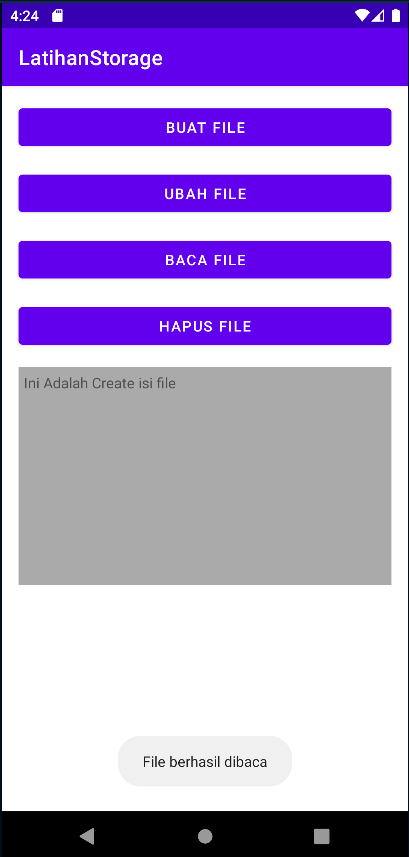 4:24
LatihanStorage
BUAT FILE
UBAH FILE
BACA FILE
HAPUS FILE
Ini Adalah Create isi file
File berhasil dibaca